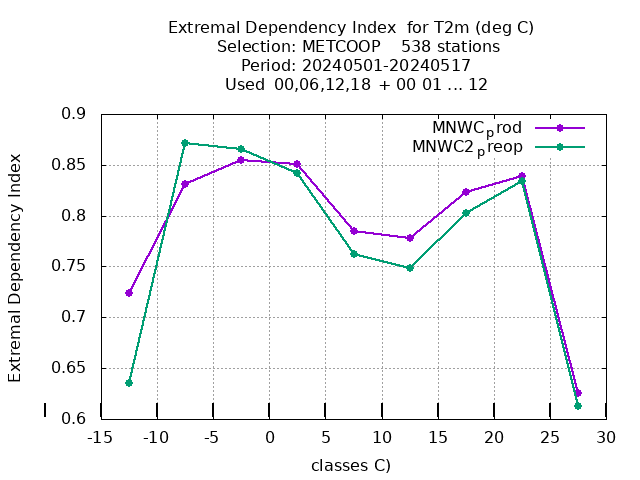 Extremal Dependency Index  for T2m (deg C)
Selection: METCOOP    538 stations
Period: 20240501-20240517
Used  00,06,12,18  + 00 01 ... 12
MNWC_prod
MNWC2_preop
Extremal Dependency Index
0.9
0.85
0.8
0.75
0.7
0.65
0.6
-15 -10 -5 0 5 10 15 20 25 30
classes C)